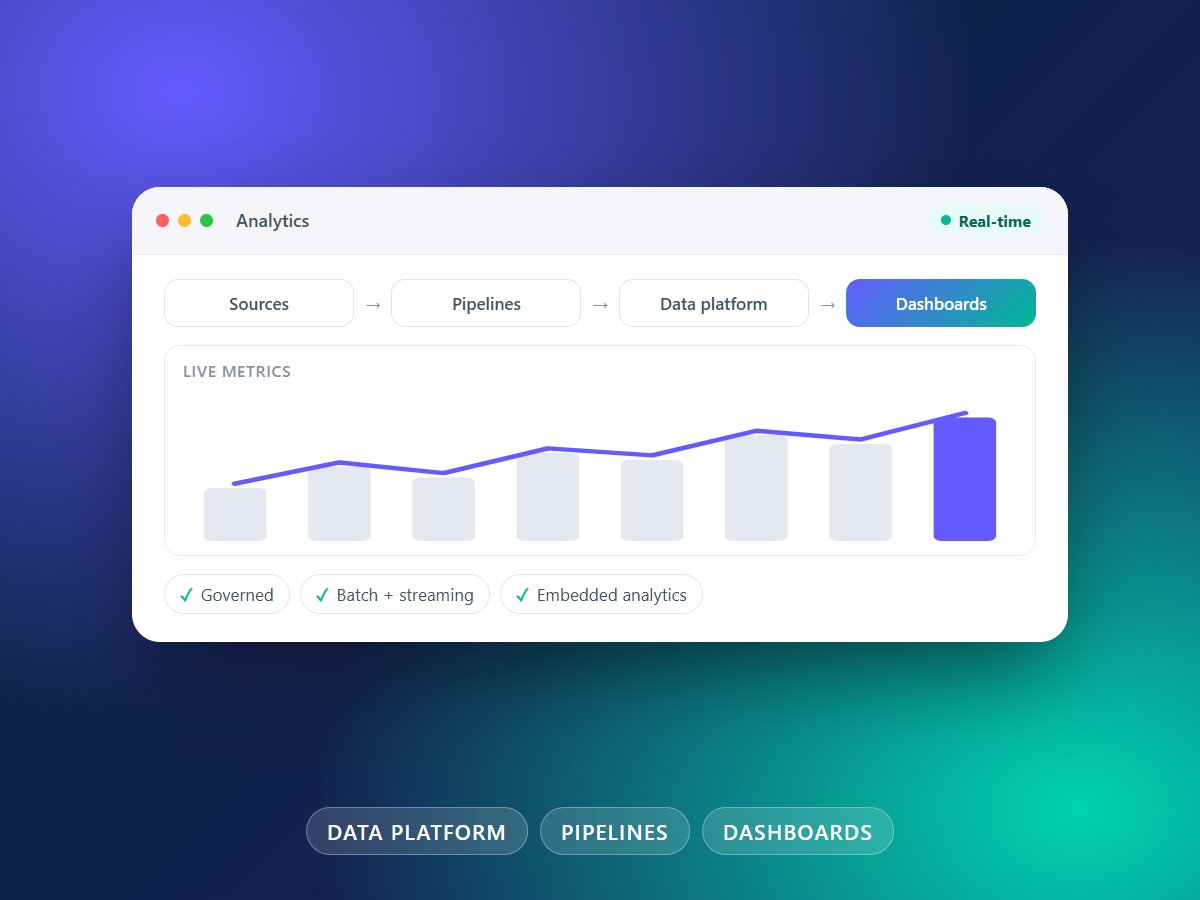 Analytics
Real-time
Sources → Pipelines → Data platform → Dashboards
LIVE METRICS
✓ Governed ✓ Batch + streaming ✓ Embedded analytics
DATA PLATFORM PIPELINES DASHBOARDS